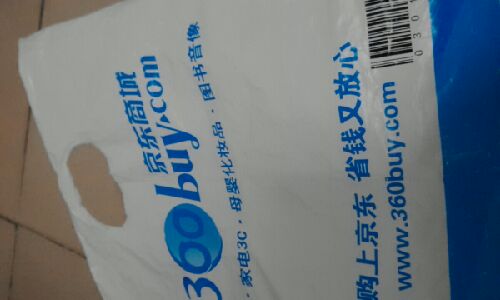 京东商城
360buy.com
家电3C · 母婴化妆品 · 图书音像
购上京东 省钱又放心
www.360buy.com
030